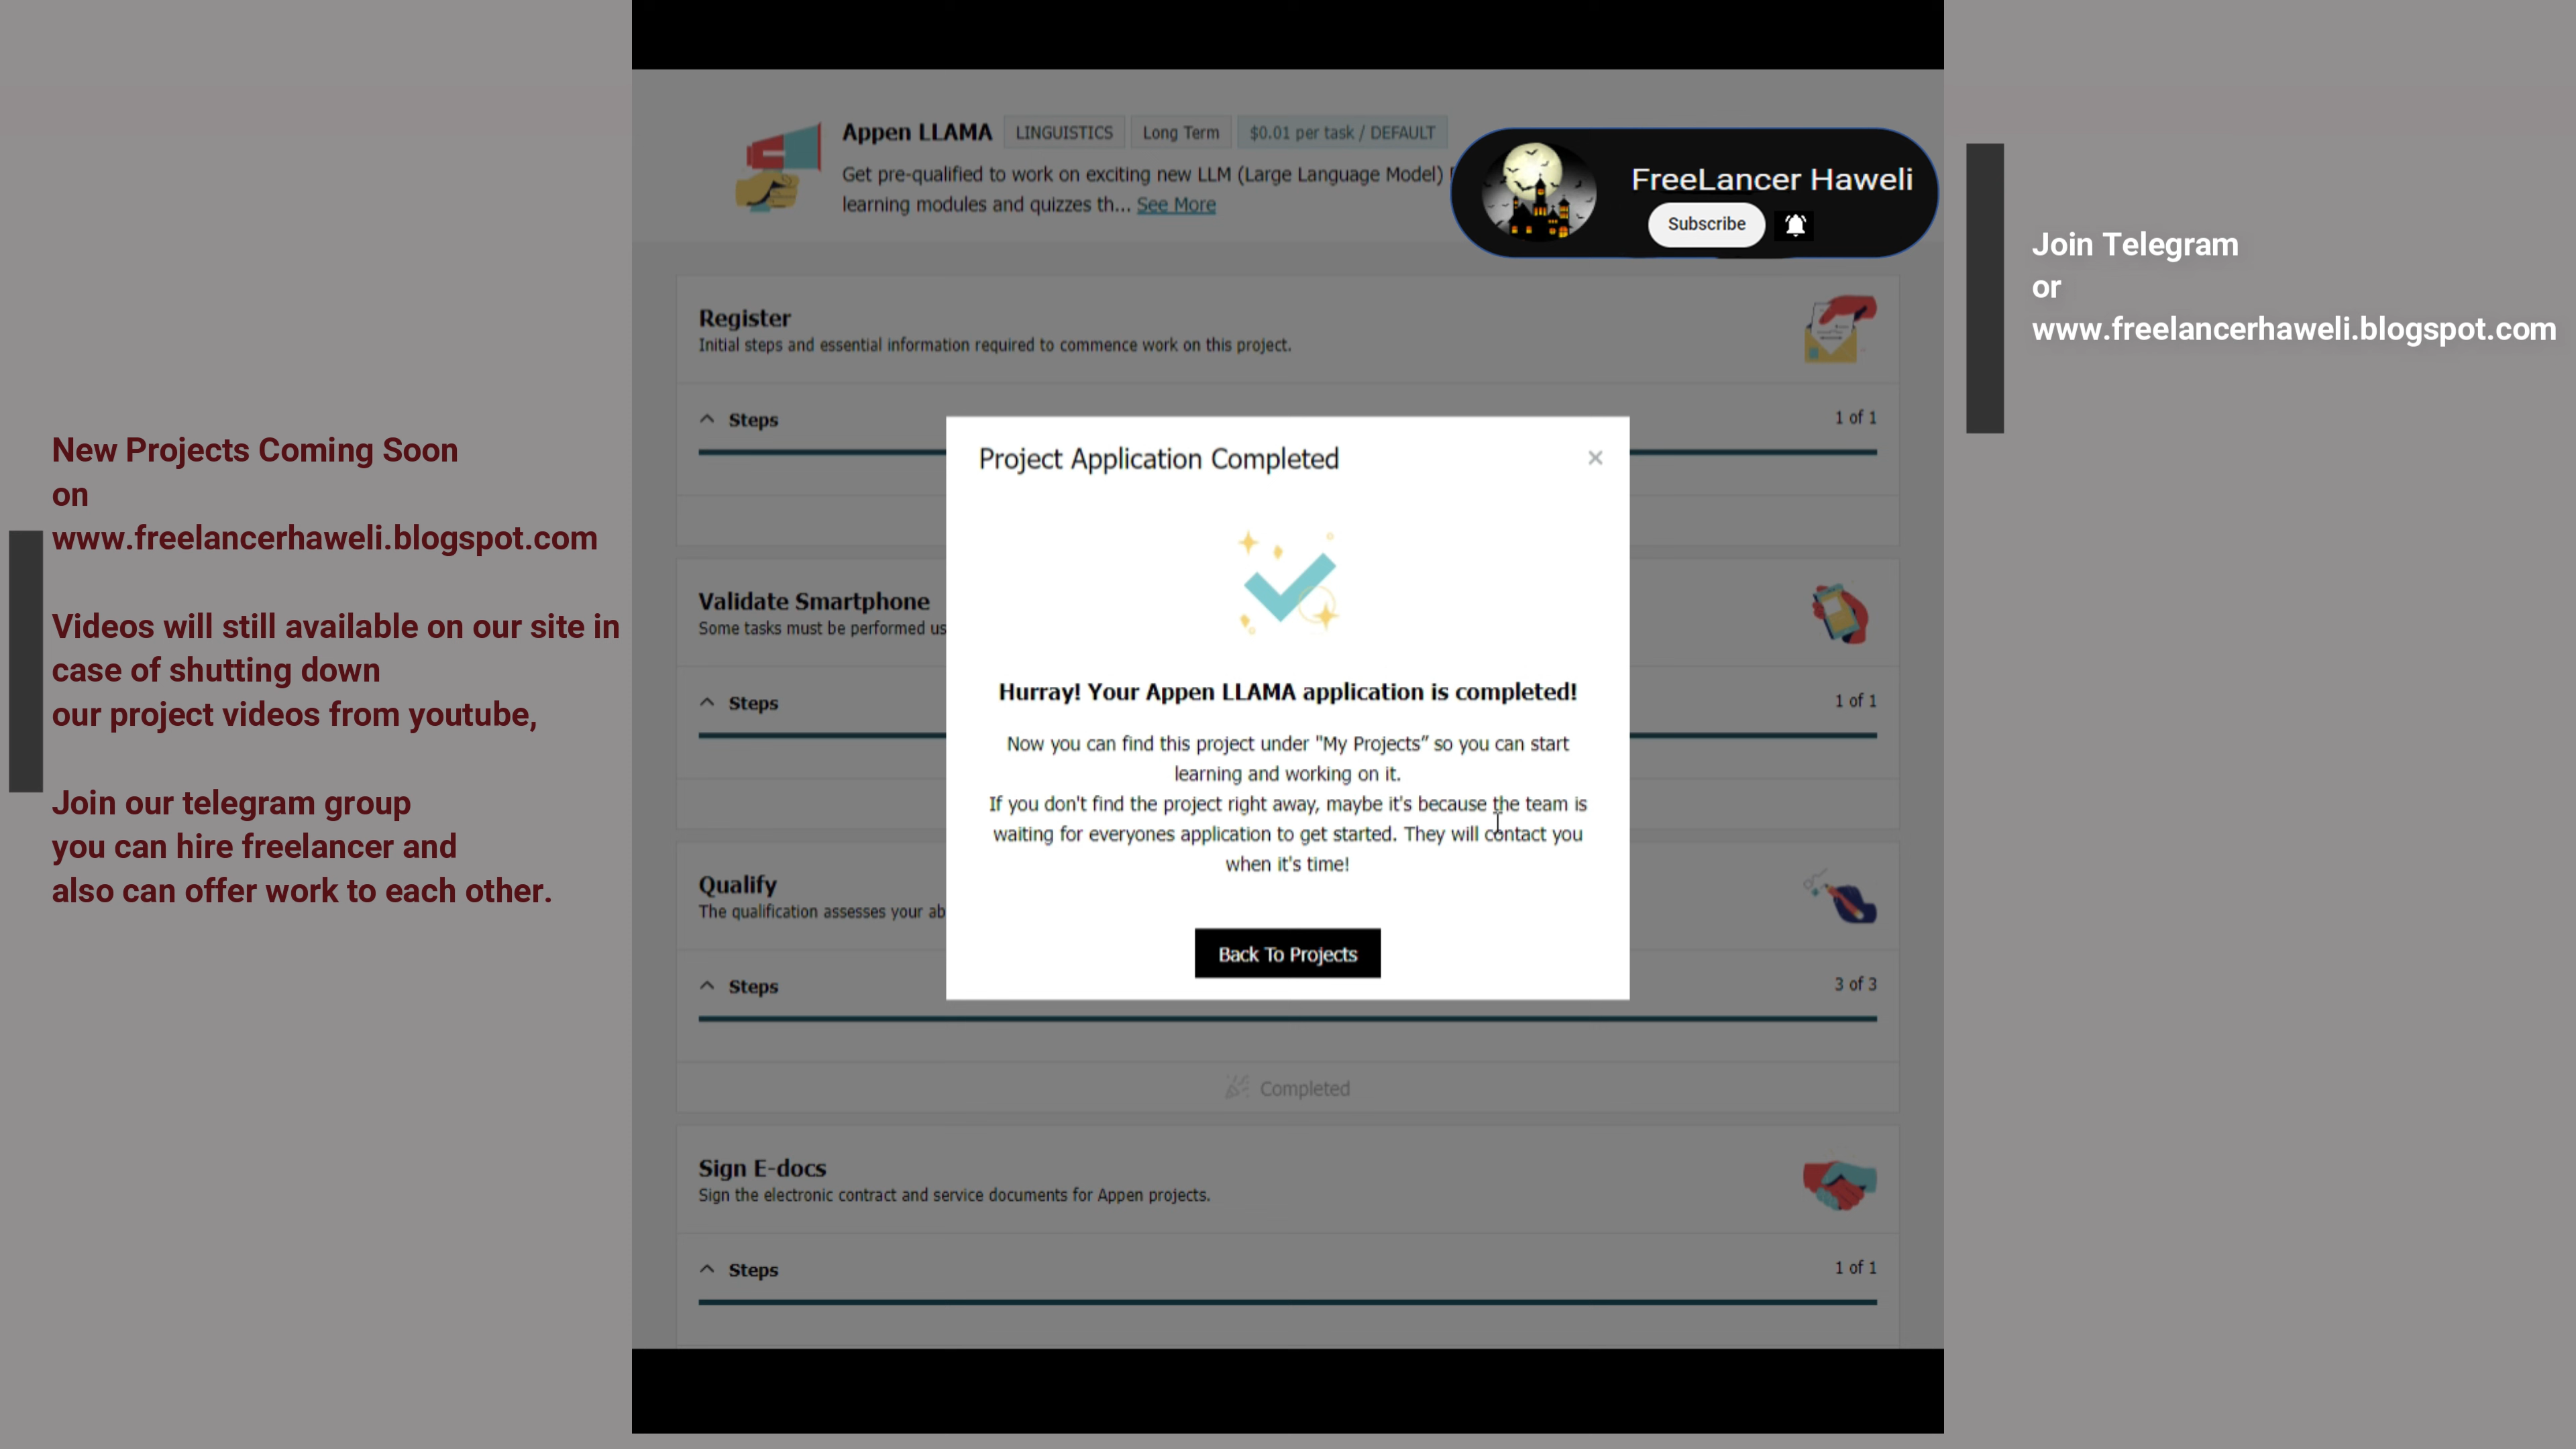 New Projects Coming Soon
on
www.freelancerhaweli.blogspot.com
Videos will still available on our site in
case of shutting down
our project videos from youtube,
Join our telegram group
you can hire freelancer and
also can offer work to each other.
Appen LLAMA LINGUISTICS Long Term $0.01 per task / DEFAULT
Get pre-qualified to work on exciting new LLM (Large Language Model)
learning modules and quizzes th... See More
FreeLancer Haweli
Subscribe
Register
Initial steps and essential information required to commence work on this project.
Steps 1 of 1
Validate Smartphone
Some tasks must be performed us
Steps 1 of 1
Qualify
The qualification assesses your ab
Steps 3 of 3
Completed
Sign E-docs
Sign the electronic contract and service documents for Appen projects.
Steps 1 of 1
Project Application Completed
Hurray! Your Appen LLAMA application is completed!
Now you can find this project under "My Projects” so you can start
learning and working on it.
If you don't find the project right away, maybe it's because the team is
waiting for everyones application to get started. They will contact you
when it's time!
Back To Projects
Join Telegram
or
www.freelancerhaweli.blogspot.com